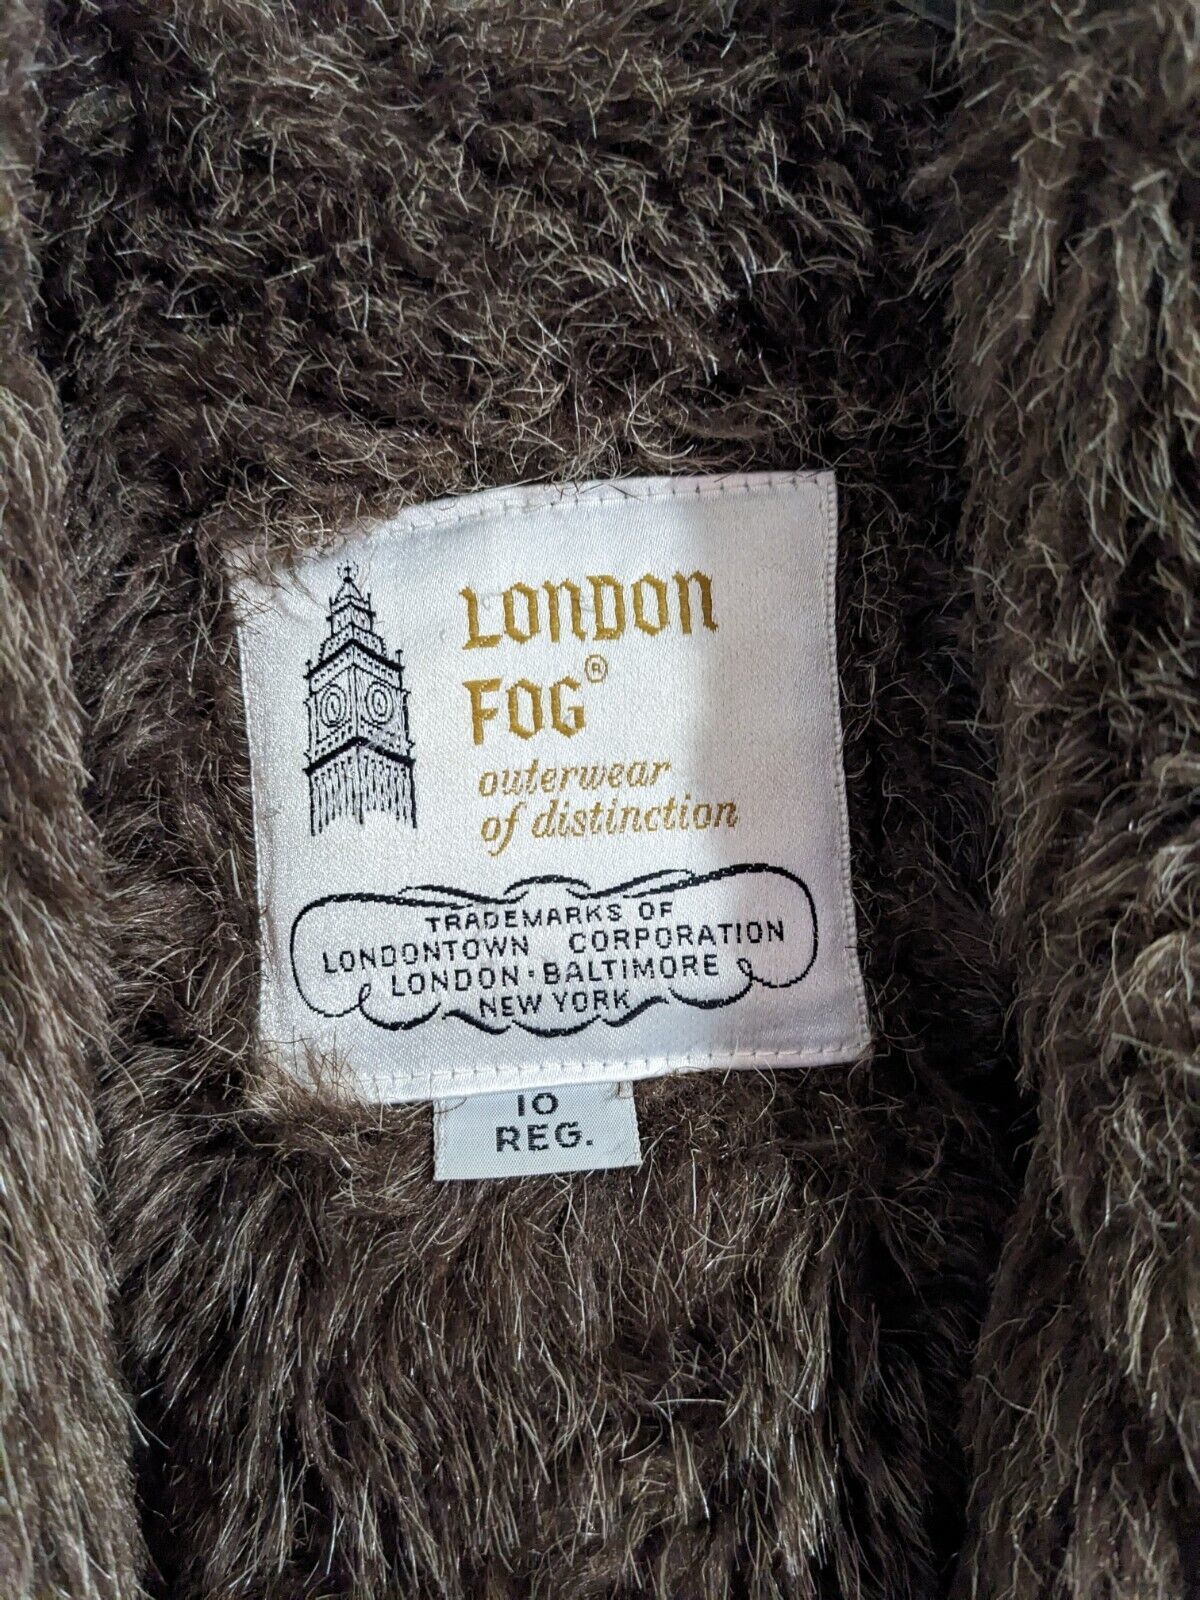 LONDON
FOG®
outerwear
of distinction
TRADEMARKS OF
LONDONTOWN CORPORATION
LONDON · BALTIMORE
NEW YORK
10
REG.